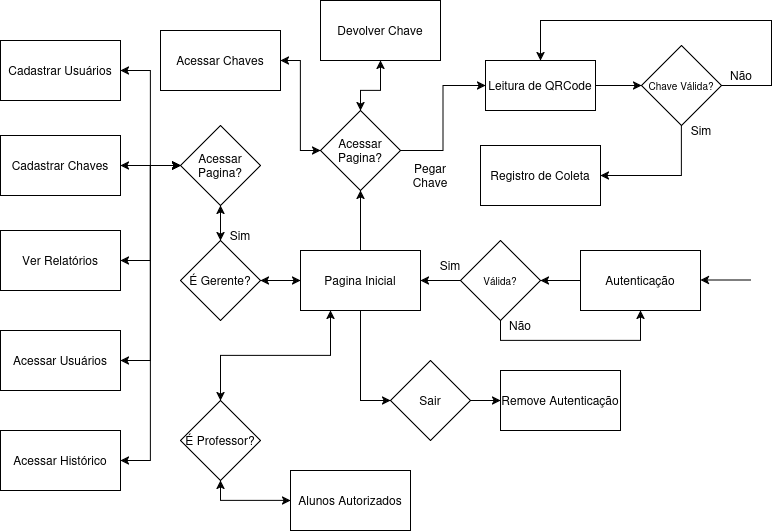 Devolver Chave
Acessar Chaves
Cadastrar Usuários
Leitura de QRCode
Chave Válida?
Não
Sim
Cadastrar Chaves
Acessar
Pagina?
Acessar
Pagina?
Pegar
Chave
Registro de Coleta
Sim
Ver Relatórios
É Gerente?
Pagina Inicial
Sim
Válida?
Não
Autenticação
Acessar Usuários
Sair
Remove Autenticação
É Professor?
Acessar Histórico
Alunos Autorizados